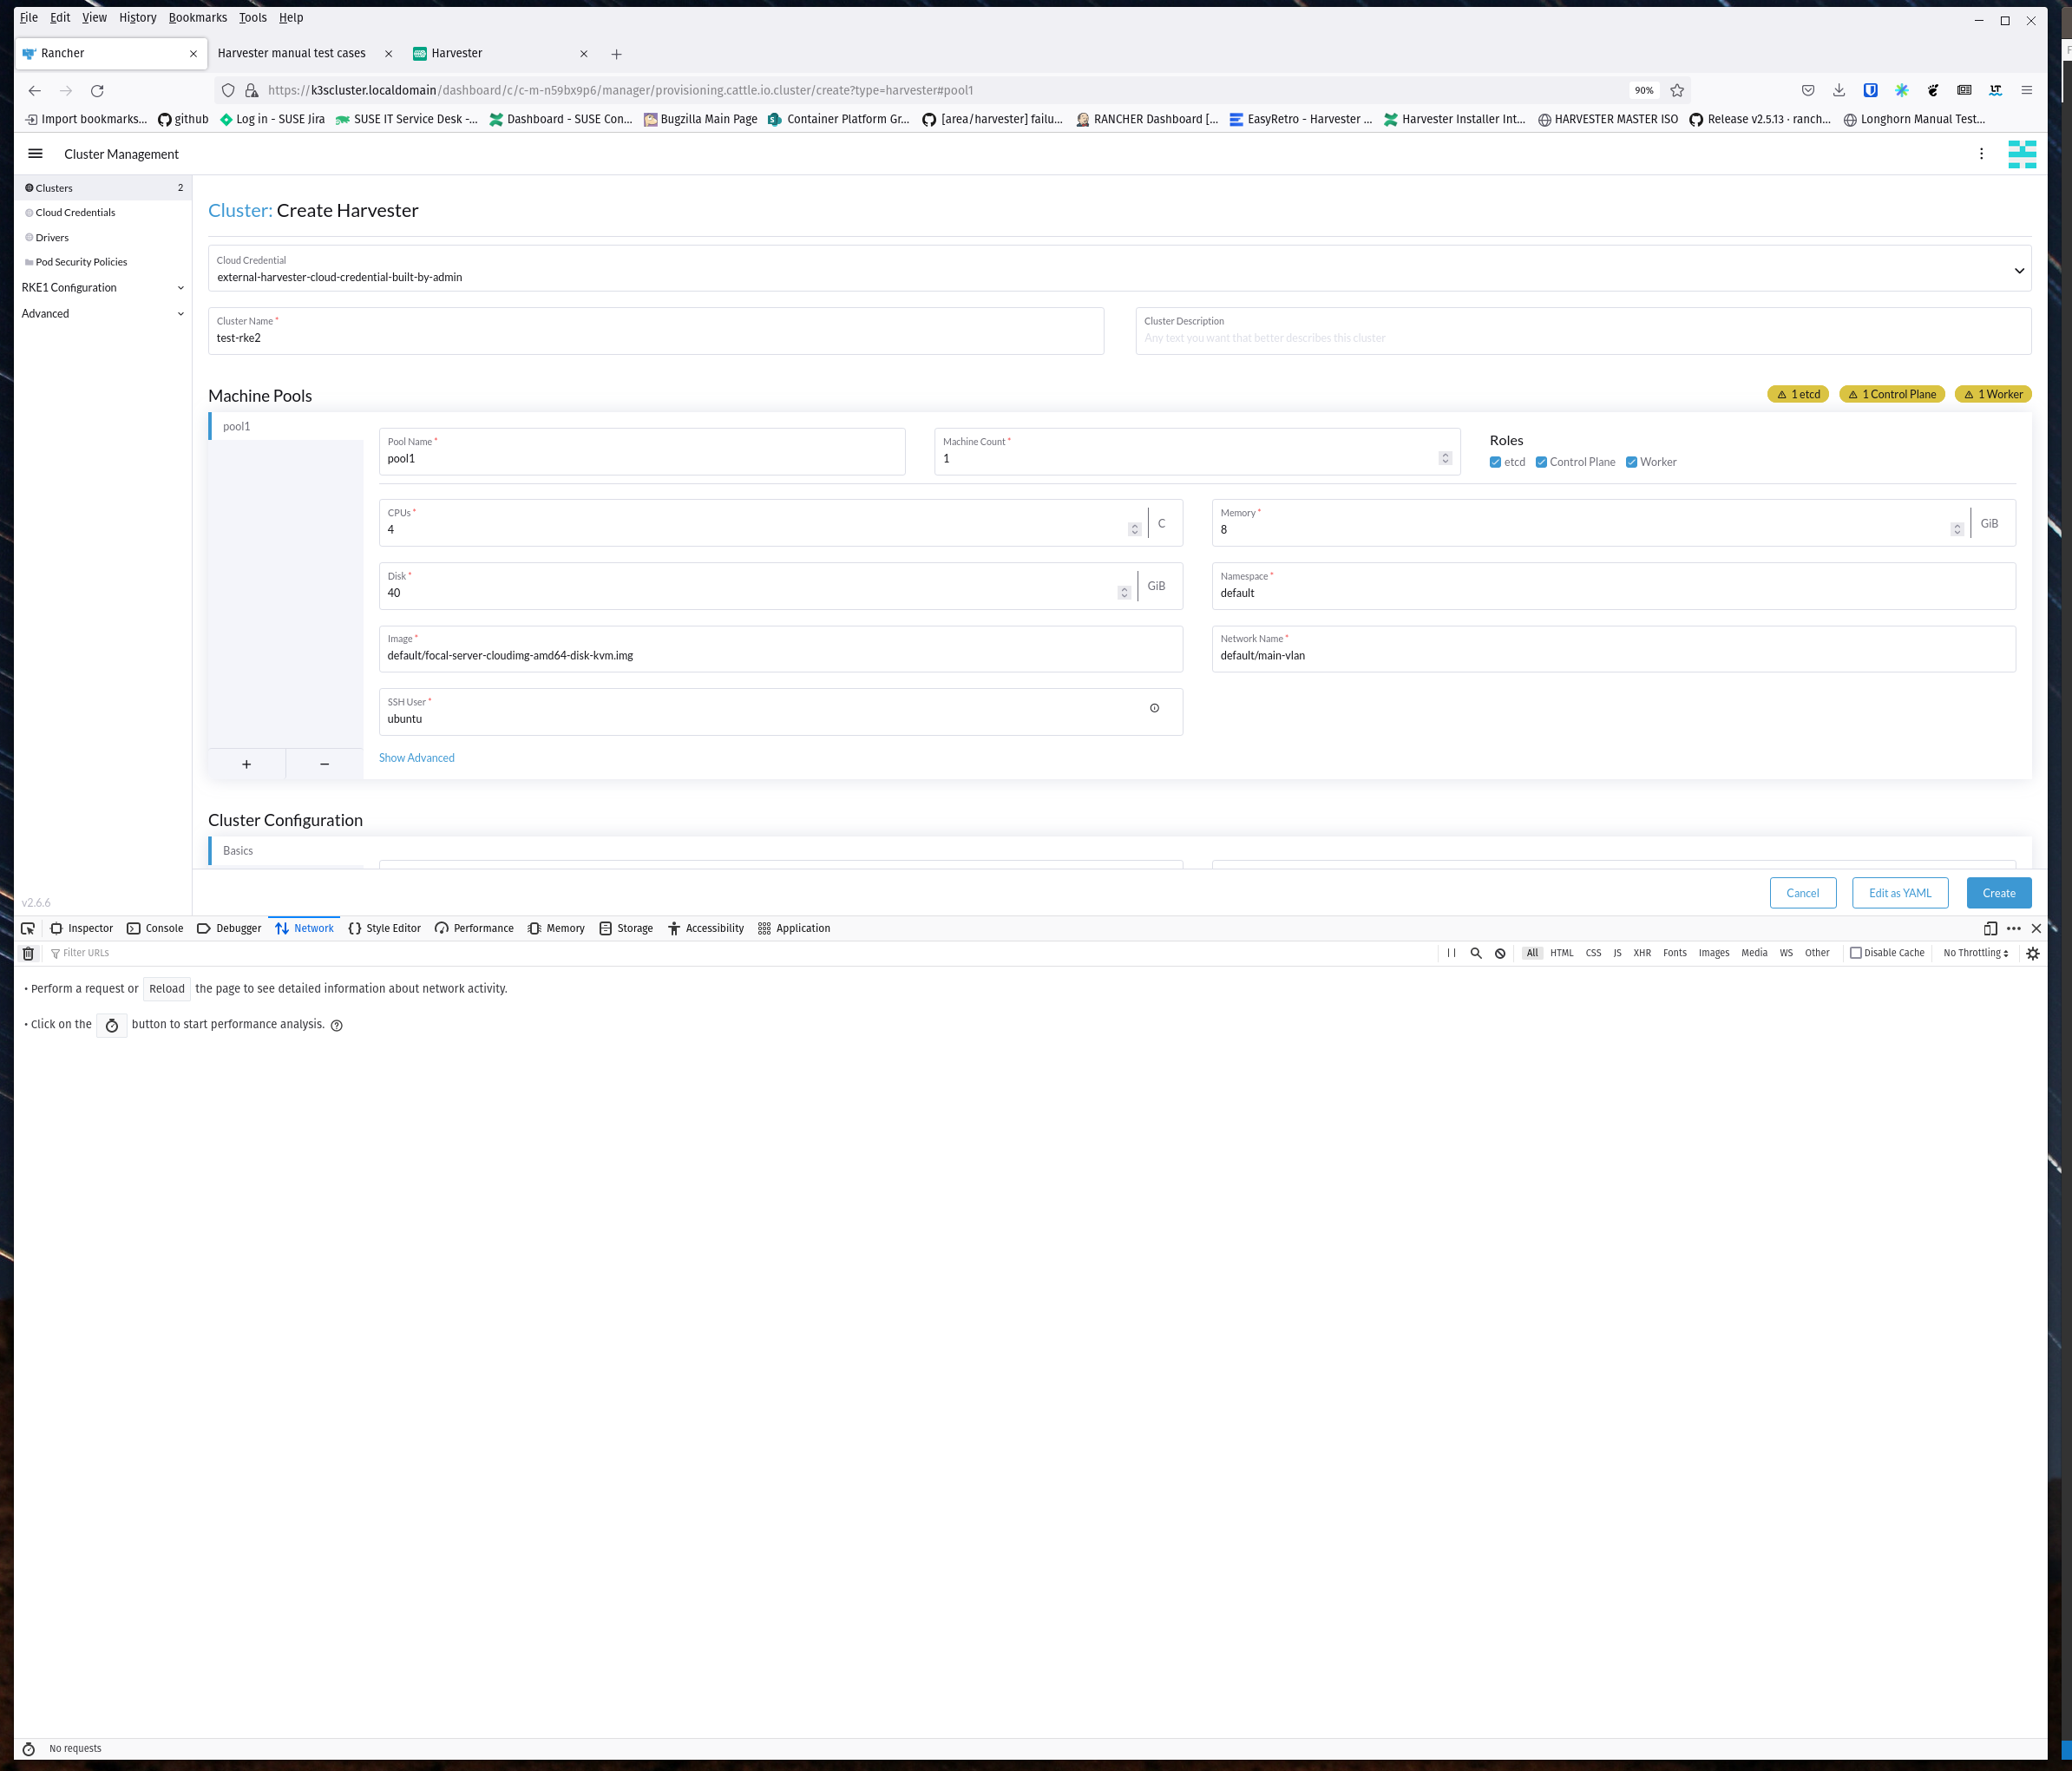 File Edit View History Bookmarks Tools Help
Rancher
Harvester manual test cases
Harvester
https://k3scluster.localdomain/dashboard/c/c-m-n59bx9p6/manager/provisioning.cattle.io.cluster/create?type=harvester#pool1
90%
Import bookmarks... github Log in - SUSE Jira SUSE IT Service Desk -... Dashboard - SUSE Con... Bugzilla Main Page Container Platform Gr... [area/harvester] failu... RANCHER Dashboard [... EasyRetro - Harvester ... Harvester Installer Int... HARVESTER MASTER ISO Release v2.5.13 · ranch... Longhorn Manual Test...
Cluster Management
Clusters 2
Cloud Credentials
Drivers
Pod Security Policies
RKE1 Configuration
Advanced
v2.6.6
Cluster: Create Harvester
Cloud Credential
external-harvester-cloud-credential-built-by-admin
Cluster Name *
test-rke2
Cluster Description
Any text you want that better describes this cluster
Machine Pools
1 etcd 1 Control Plane 1 Worker
pool1
Pool Name *
pool1
Machine Count *
1
Roles
etcd Control Plane Worker
CPUs *
4 C
Memory *
8 GiB
Disk *
40 GiB
Namespace *
default
Image *
default/focal-server-cloudimg-amd64-disk-kvm.img
Network Name *
default/main-vlan
SSH User *
ubuntu
Show Advanced
+ −
Cluster Configuration
Basics
Cancel Edit as YAML Create
Inspector Console Debugger Network Style Editor Performance Memory Storage Accessibility Application
Filter URLs
All HTML CSS JS XHR Fonts Images Media WS Other Disable Cache No Throttling
• Perform a request or Reload the page to see detailed information about network activity.
• Click on the button to start performance analysis.
No requests